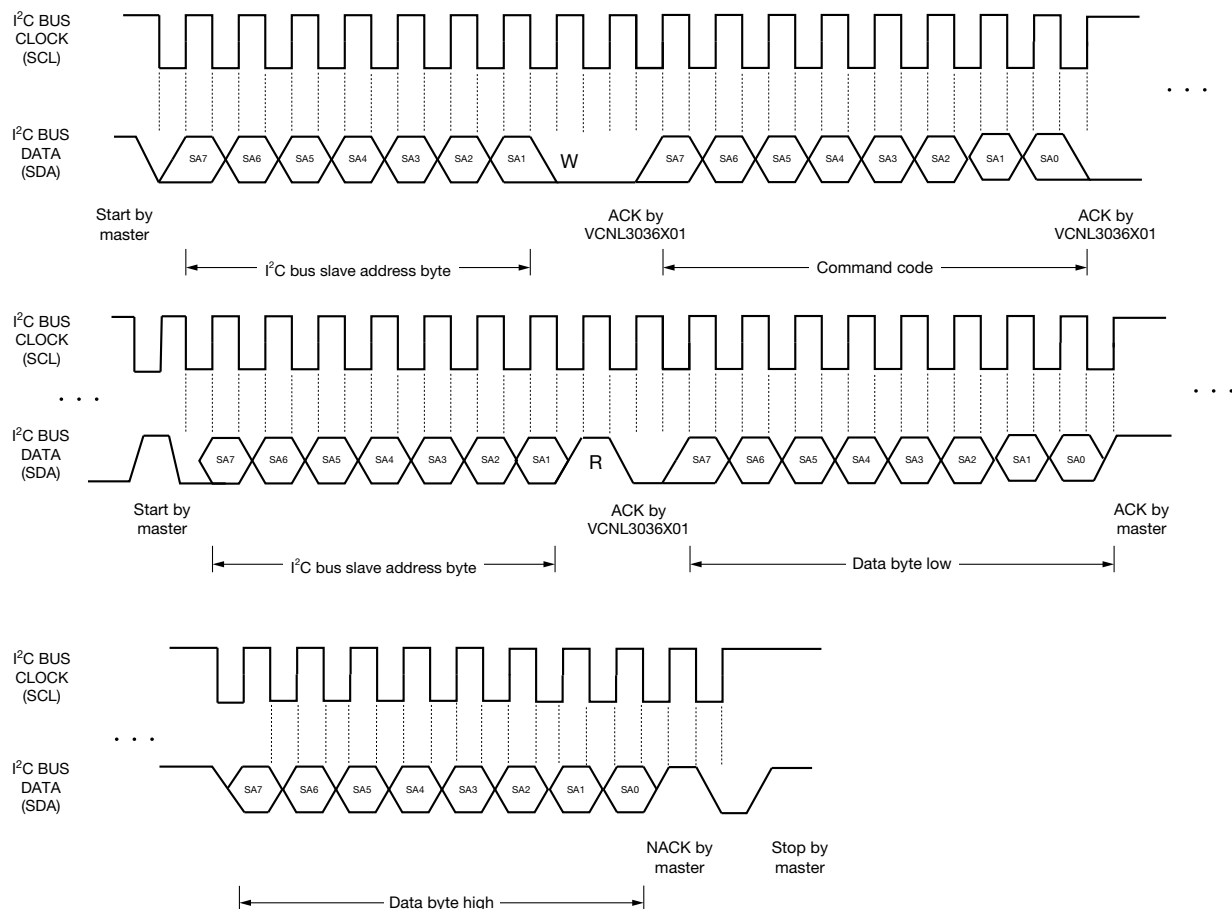 I²C BUS
CLOCK
(SCL)
. . .
I²C BUS
DATA
(SDA)
SA7 SA6 SA5 SA4 SA3 SA2 SA1 W SA7 SA6 SA5 SA4 SA3 SA2 SA1 SA0
Start by
master
ACK by
VCNL3036X01
ACK by
VCNL3036X01
I²C bus slave address byte
Command code
I²C BUS
CLOCK
(SCL)
. . .
. . .
I²C BUS
DATA
(SDA)
SA7 SA6 SA5 SA4 SA3 SA2 SA1 R SA7 SA6 SA5 SA4 SA3 SA2 SA1 SA0
Start by
master
ACK by
VCNL3036X01
ACK by
master
I²C bus slave address byte
Data byte low
I²C BUS
CLOCK
(SCL)
. . .
I²C BUS
DATA
(SDA)
SA7 SA6 SA5 SA4 SA3 SA2 SA1 SA0
NACK by
master
Stop by
master
Data byte high